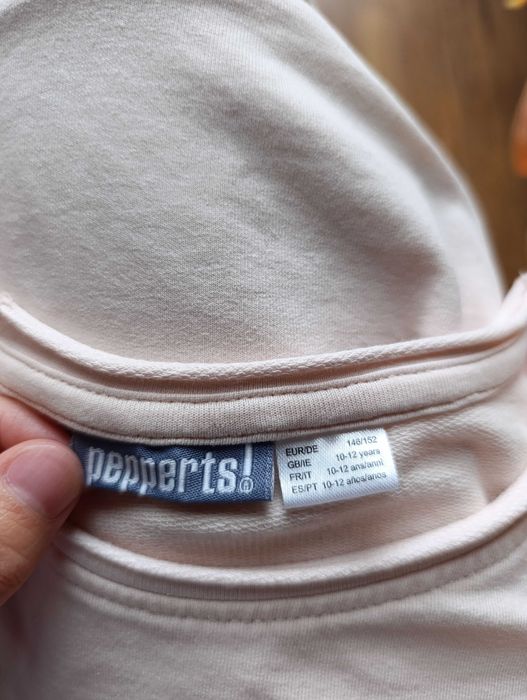 pepperts!®
EUR/DE 146/152
GB/IE 10-12 years
FR/IT 10-12 ans/anni
ES/PT 10-12 años/anos